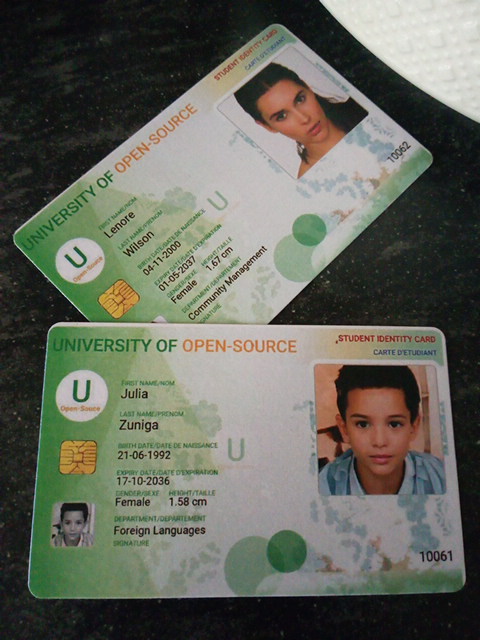 STUDENT IDENTITY CARD
CARTE D'ETUDIANT
UNIVERSITY OF OPEN-SOURCE
U
Open-Source
FIRST NAME/NOM
Lenore
LAST NAME/PRENOM
Wilson
BIRTH DATE/DATE DE NAISSANCE
04-11-2000
EXPIRY DATE/DATE D'EXPIRATION
01-05-2037
GENDER/SEXE HEIGHT/TAILLE
Female 1.67 cm
DEPARTMENT/DEPARTEMENT
Community Management
SIGNATURE
U
10062
UNIVERSITY OF OPEN-SOURCE
STUDENT IDENTITY CARD
CARTE D'ETUDIANT
U
Open-Source
FIRST NAME/NOM
Julia
LAST NAME/PRENOM
Zuniga
BIRTH DATE/DATE DE NAISSANCE
21-06-1992
U
EXPIRY DATE/DATE D'EXPIRATION
17-10-2036
GENDER/SEXE HEIGHT/TAILLE
Female 1.58 cm
DEPARTMENT/DEPARTEMENT
Foreign Languages
SIGNATURE
10061